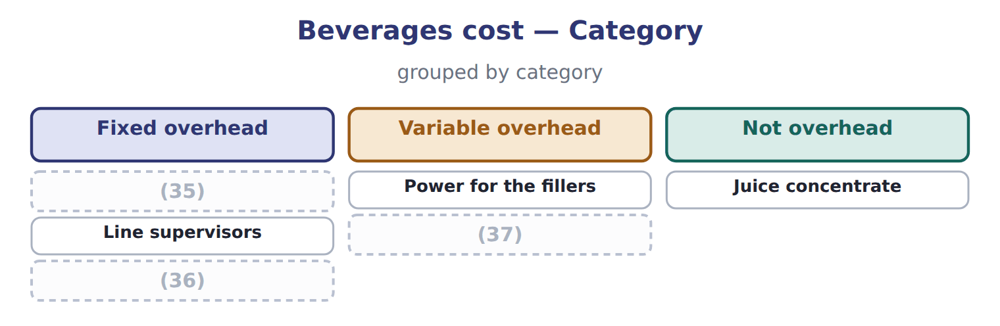 Beverages cost — Category
grouped by category
Fixed overhead
(35)
Line supervisors
(36)
Variable overhead
Power for the fillers
(37)
Not overhead
Juice concentrate